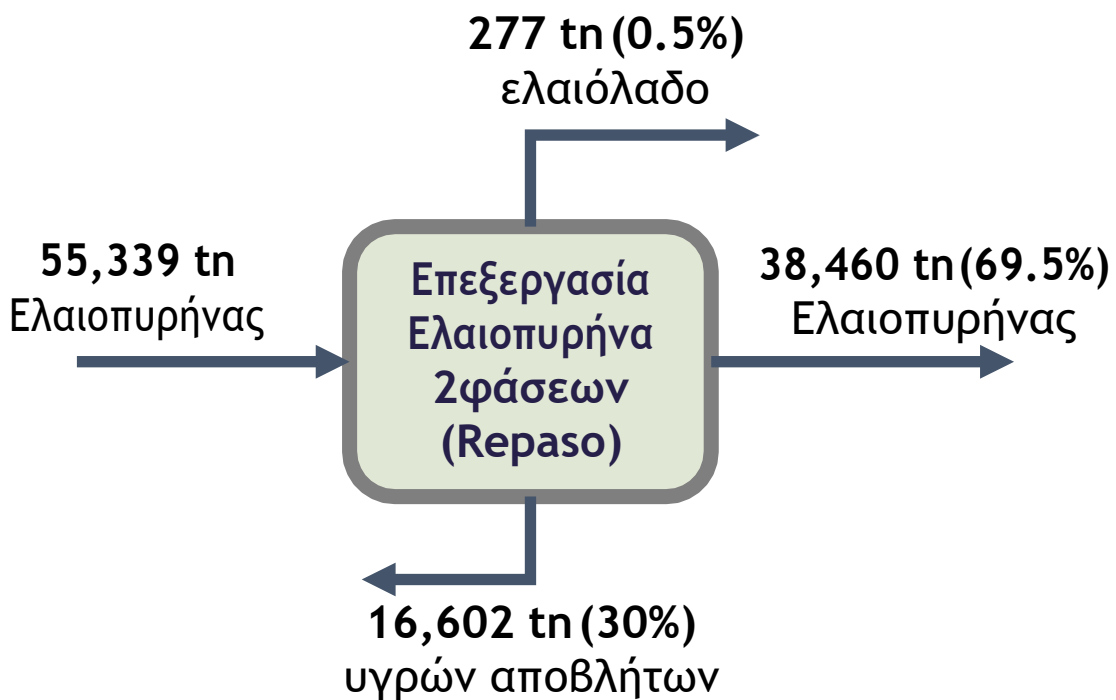 277 tn (0.5%)
ελαιόλαδο
55,339 tn
Ελαιοπυρήνας
Επεξεργασία
Ελαιοπυρήνα
2φάσεων
(Repaso)
38,460 tn (69.5%)
Ελαιοπυρήνας
16,602 tn (30%)
υγρών αποβλήτων